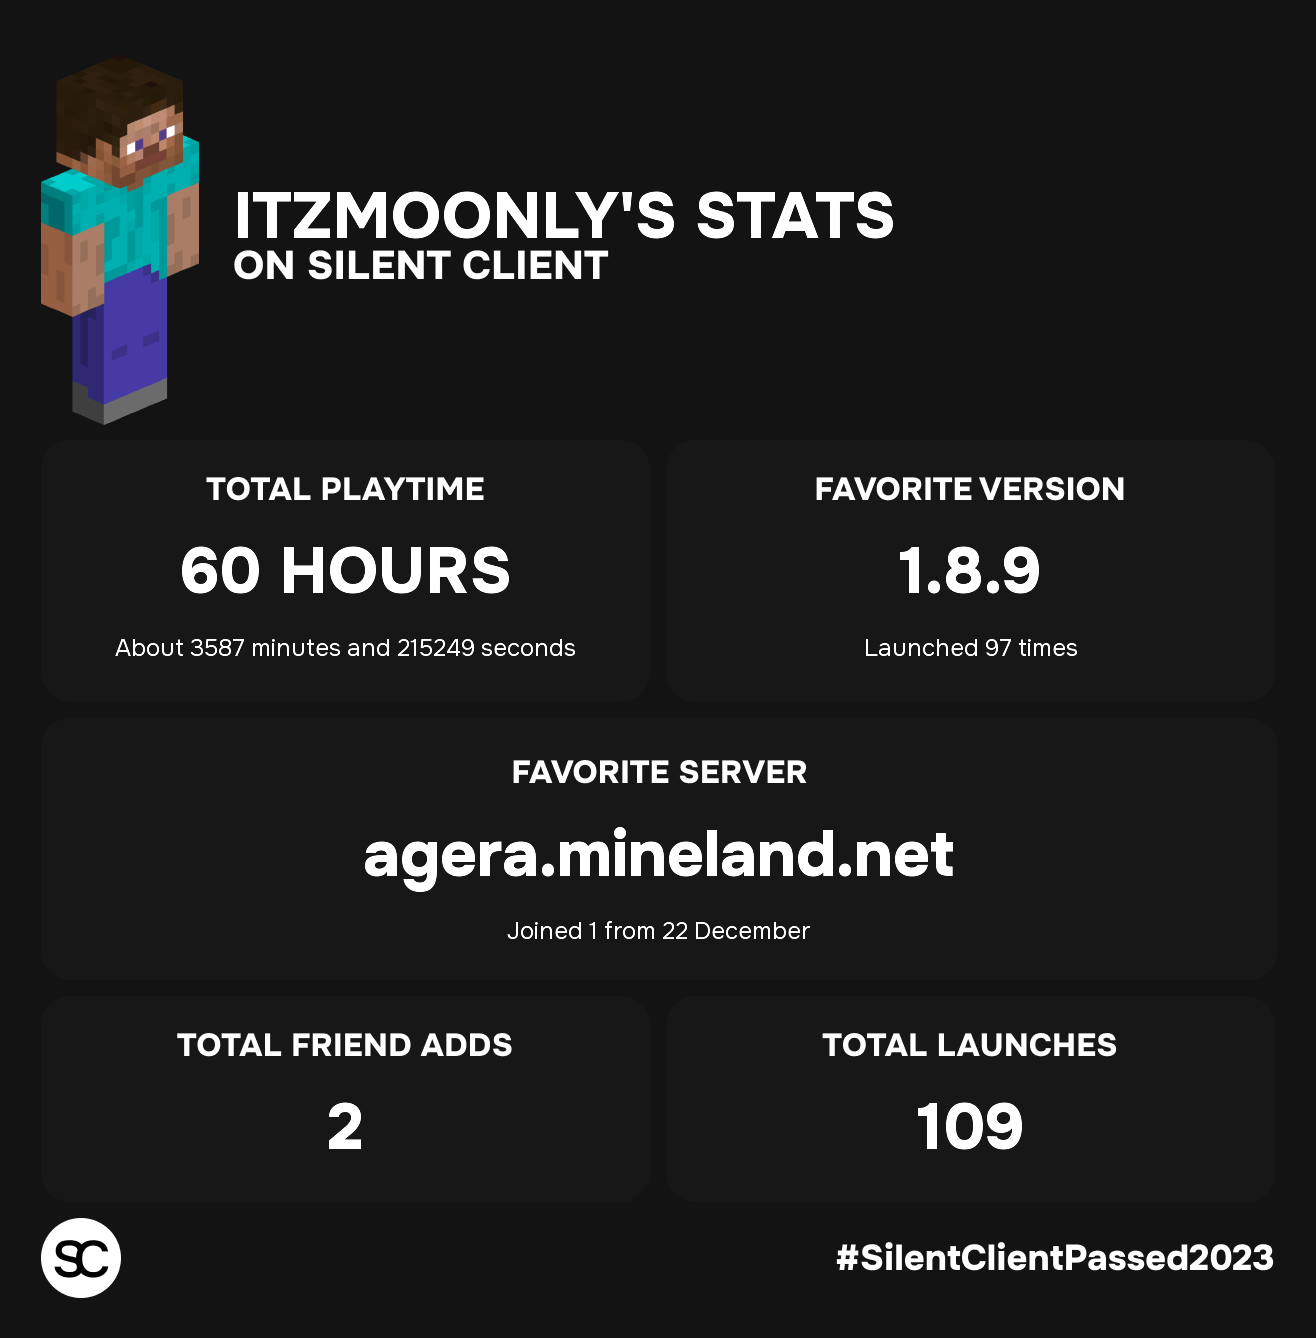 ITZMOONLY'S STATS
ON SILENT CLIENT
TOTAL PLAYTIME
60 HOURS
About 3587 minutes and 215249 seconds
FAVORITE VERSION
1.8.9
Launched 97 times
FAVORITE SERVER
agera.mineland.net
Joined 1 from 22 December
TOTAL FRIEND ADDS
2
TOTAL LAUNCHES
109
SC
#SilentClientPassed2023